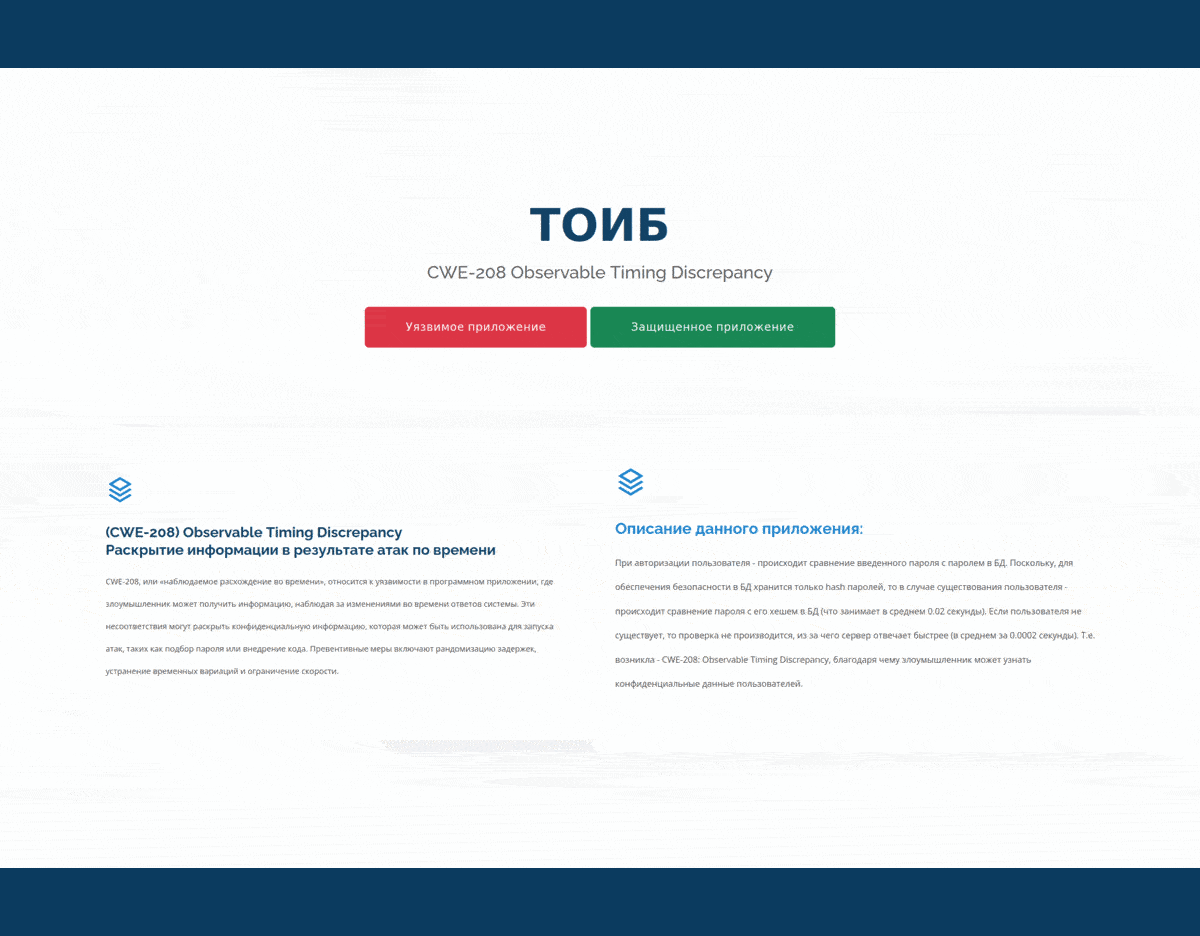 ТОИБ
CWE-208 Observable Timing Discrepancy
Уязвимое приложение
Защищенное приложение
(CWE-208) Observable Timing Discrepancy
Раскрытие информации в результате атак по времени
CWE-208, или «наблюдаемое расхождение во времени», относится к уязвимости в программном приложении, где
злоумышленник может получить информацию, наблюдая за изменениями во времени ответов системы. Эти
несоответствия могут раскрыть конфиденциальную информацию, которая может быть использована для запуска
атак, таких как подбор пароля или внедрение кода. Превентивные меры включают рандомизацию задержек,
устранение временных вариаций и ограничение скорости.
Описание данного приложения:
При авторизации пользователя - происходит сравнение введенного пароля с паролем в БД. Поскольку, для
обеспечения безопасности в БД хранится только hash паролей, то в случае существования пользователя -
происходит сравнение пароля с его хешем в БД (что занимает в среднем 0.02 секунды). Если пользователя не
существует, то проверка не производится, из за чего сервер отвечает быстрее (в среднем за 0.0002 секунды). Т.е.
возникла - CWE-208: Observable Timing Discrepancy, благодаря чему злоумышленник может узнать
конфиденциальные данные пользователей.